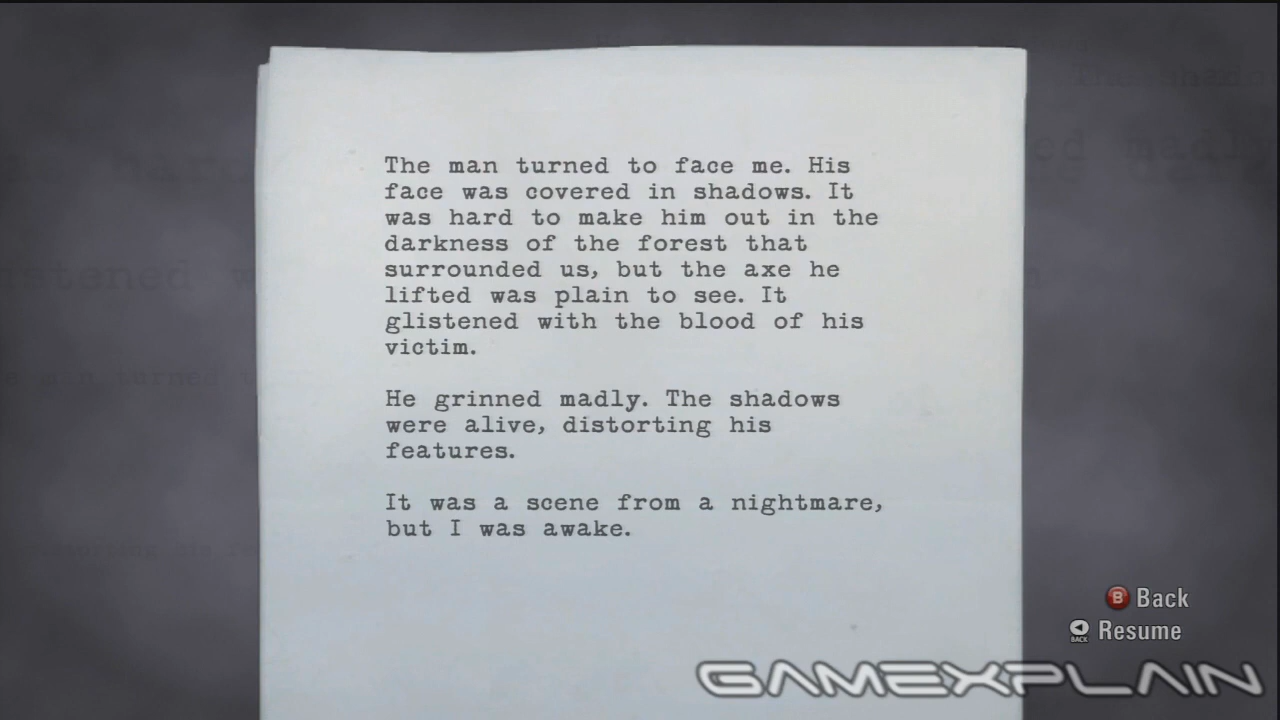 The man turned to face me. His
face was covered in shadows. It
was hard to make him out in the
darkness of the forest that
surrounded us, but the axe he
lifted was plain to see. It
glistened with the blood of his
victim.
He grinned madly. The shadows
were alive, distorting his
features.
It was a scene from a nightmare,
but I was awake.
B Back
BACK Resume
GAMEXPLAIN